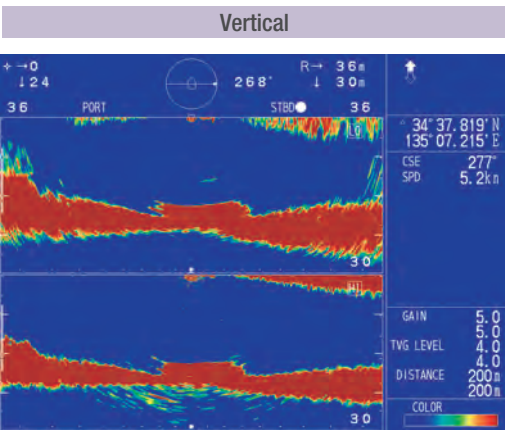 Vertical
+ →0 R→ 36m
↓24 268° ↓ 30m
36 PORT STBD 36
LO
34°37.819'N
135°07.215'E
CSE 277°
SPD 5.2kn
30
HI
GAIN 5.0
5.0
TVG LEVEL 4.0
4.0
DISTANCE 200m
200m
COLOR
30